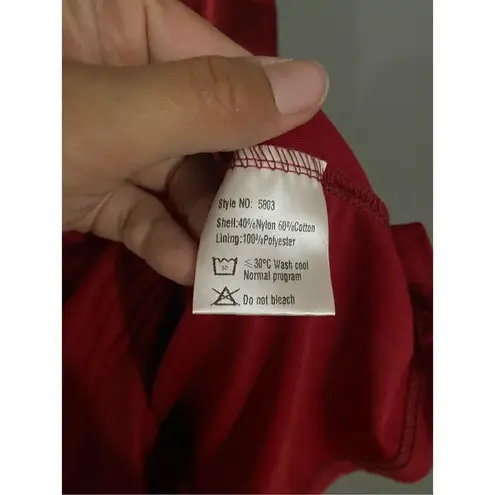 Style NO: 5803
Shell:40%Nylon 60%Cotton
Lining:100%Polyester
30
≤30°C Wash cool
Normal program
Do not bleach